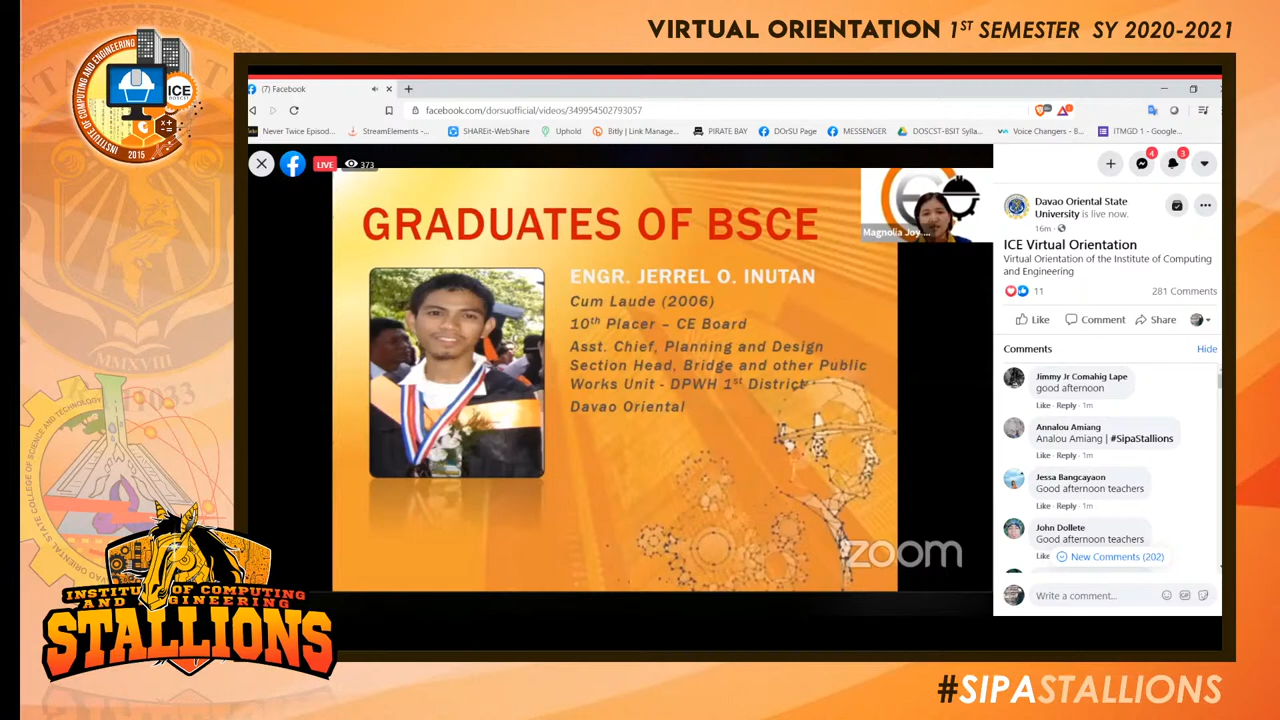 VIRTUAL ORIENTATION 1ST SEMESTER SY 2020-2021
INSTITUTE OF COMPUTING AND ENGINEERING
ICE
DOSCST
2015
(7) Facebook
facebook.com/dorsuofficial/videos/349954502793057
Never Twice Episod...
StreamElements -...
SHAREit-WebShare
Uphold
Bitly | Link Manage...
PIRATE BAY
DOrSU Page
MESSENGER
DOSCST-BSIT Sylla...
Voice Changers - B...
ITMGD 1 - Google...
LIVE
373
4
3
GRADUATES OF BSCE
Magnolia Joy ...
ENGR. JERREL O. INUTAN
Cum Laude (2006)
10th Placer – CE Board
Asst. Chief, Planning and Design
Section Head, Bridge and other Public
Works Unit - DPWH 1st District
Davao Oriental
zoom
Davao Oriental State
University is live now.
16m
ICE Virtual Orientation
Virtual Orientation of the Institute of Computing
and Engineering
11
281 Comments
Like
Comment
Share
Comments
Hide
Jimmy Jr Comahig Lape
good afternoon
Like · Reply · 1m
Annalou Amiang
Analou Amiang | #SipaStallions
Like · Reply · 1m
Jessa Bangcayaon
Good afternoon teachers
Like · Reply · 1m
John Dollete
Good afternoon teachers
Like
New Comments (202)
Write a comment...
MMXVIII
INSTITUTE OF COMPUTING
AND ENGINEERING
STALLIONS
#SIPASTALLIONS